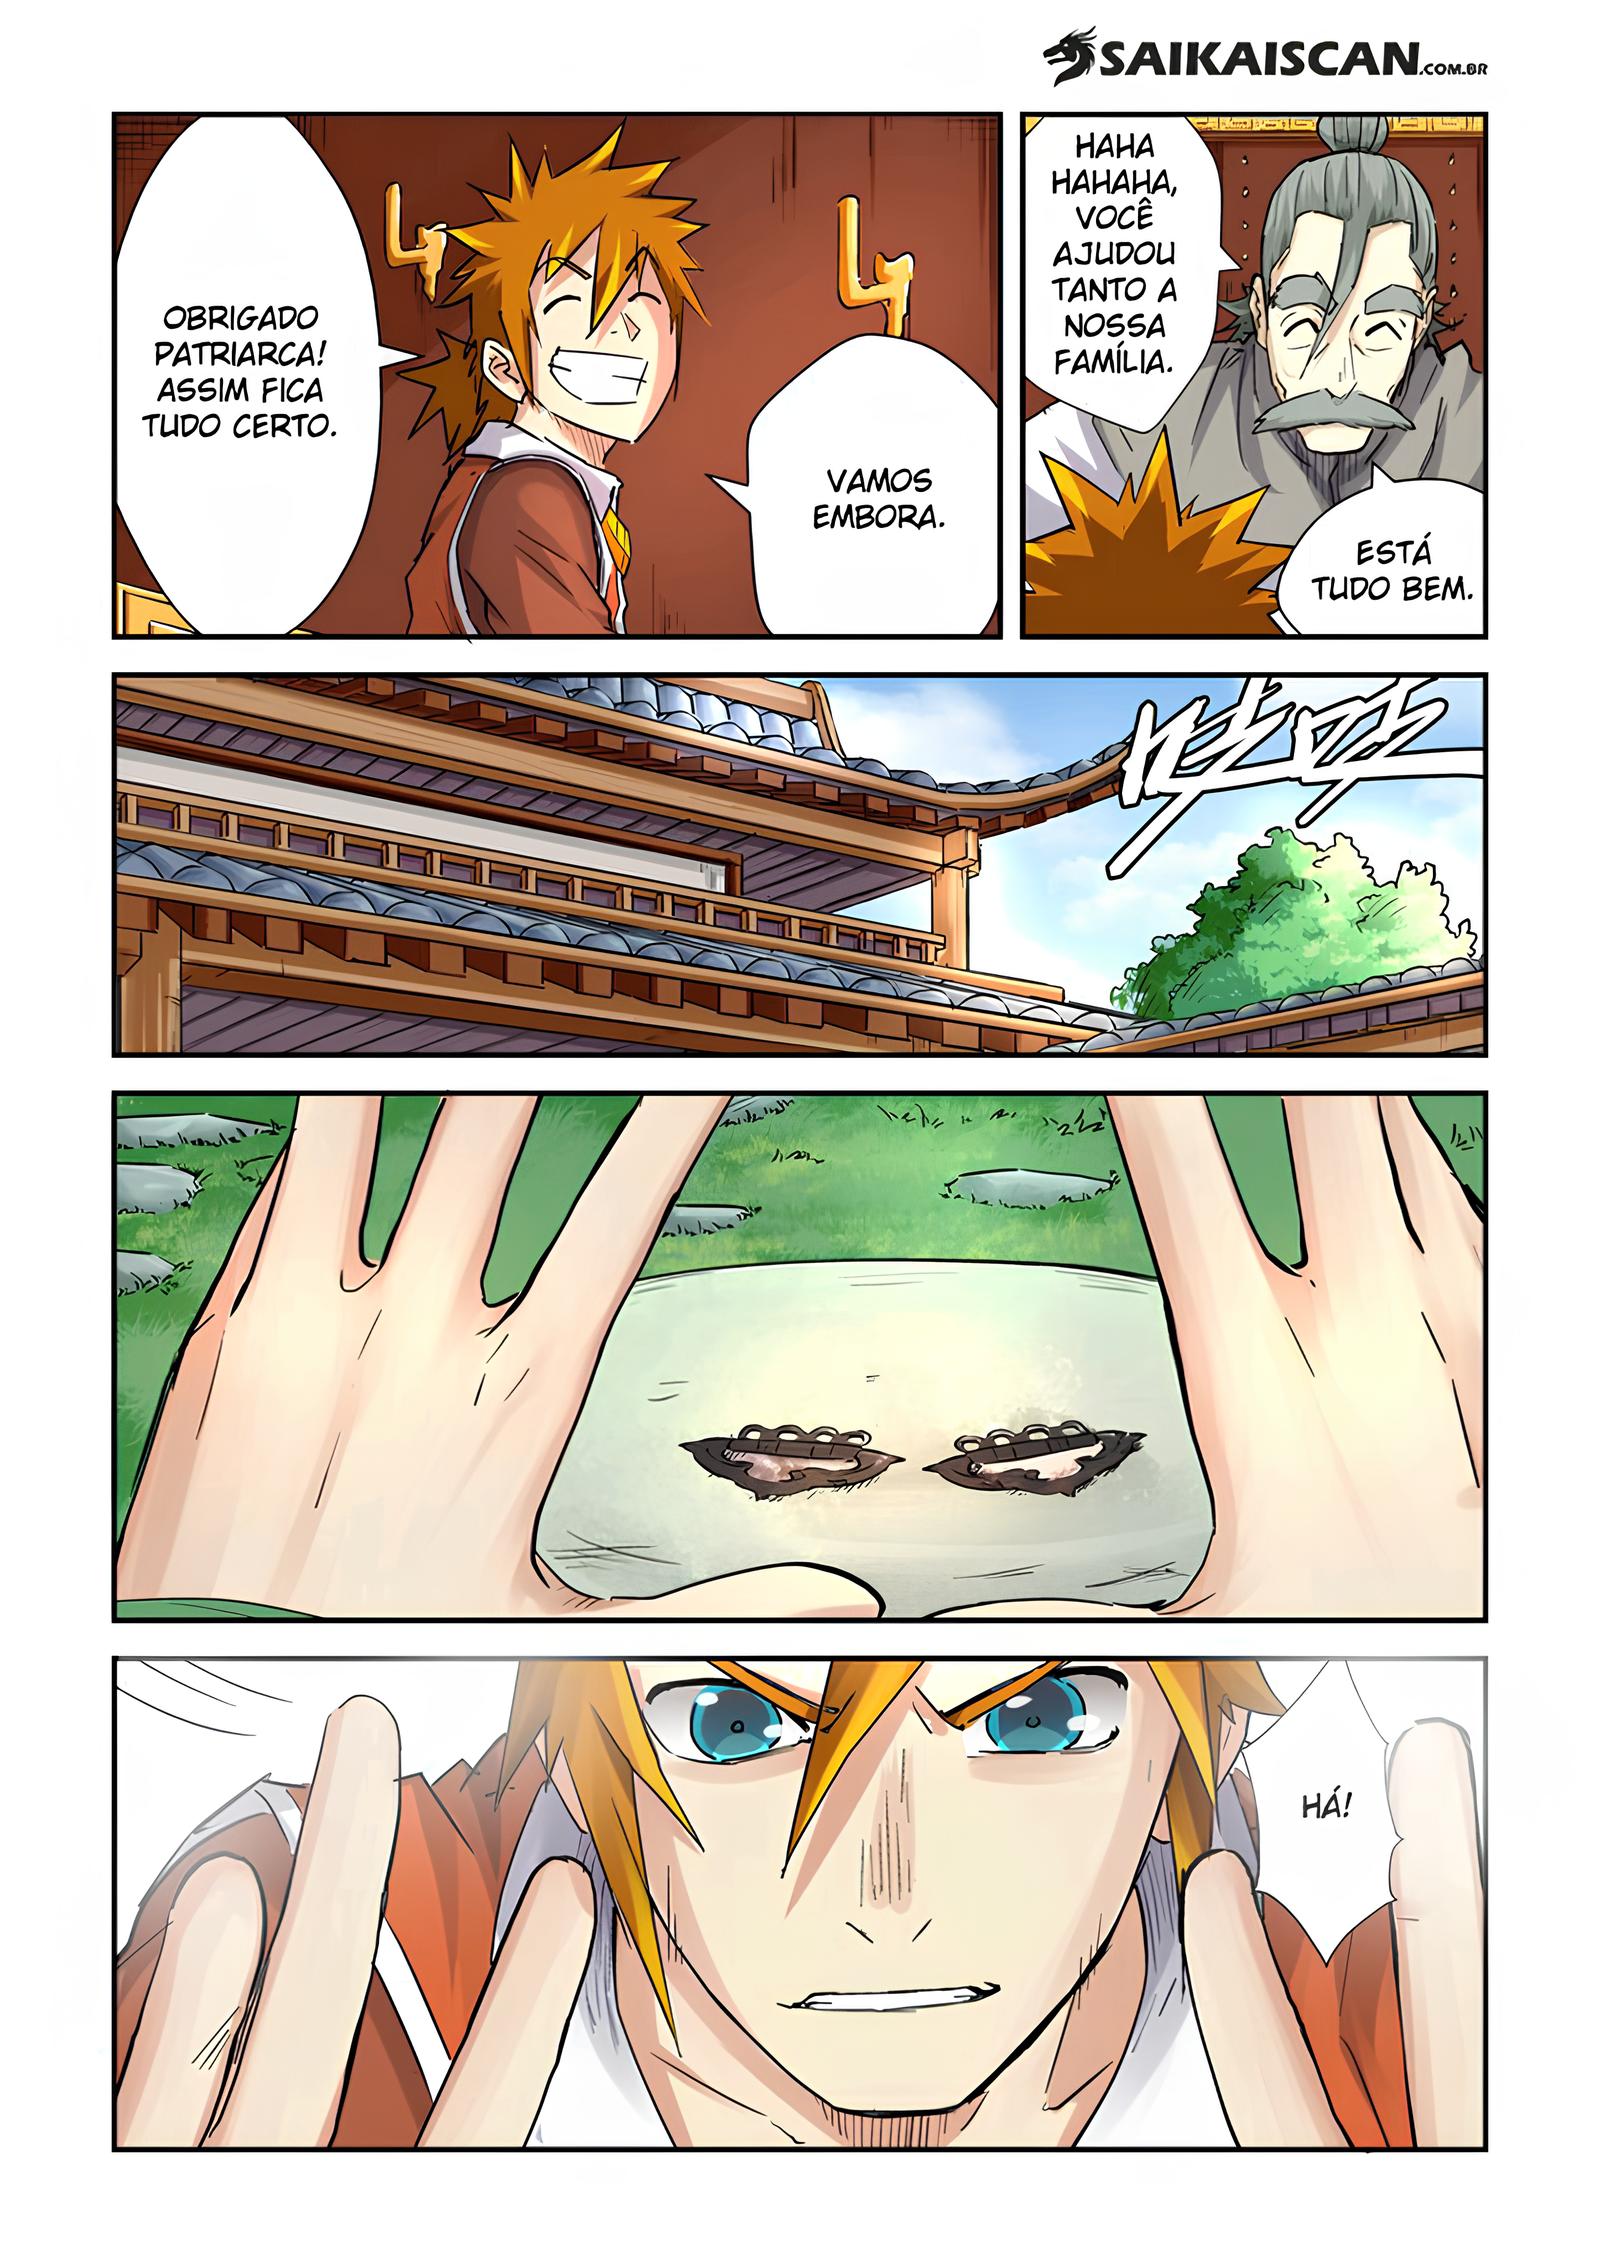 SAIKAISCAN.COM.BR
HAHA
HAHAHA,
VOCÊ
AJUDOU
TANTO A
NOSSA
FAMÍLIA.
ESTÁ
TUDO BEM.
OBRIGADO
PATRIARCA!
ASSIM FICA
TUDO CERTO.
VAMOS
EMBORA.
HÁ!